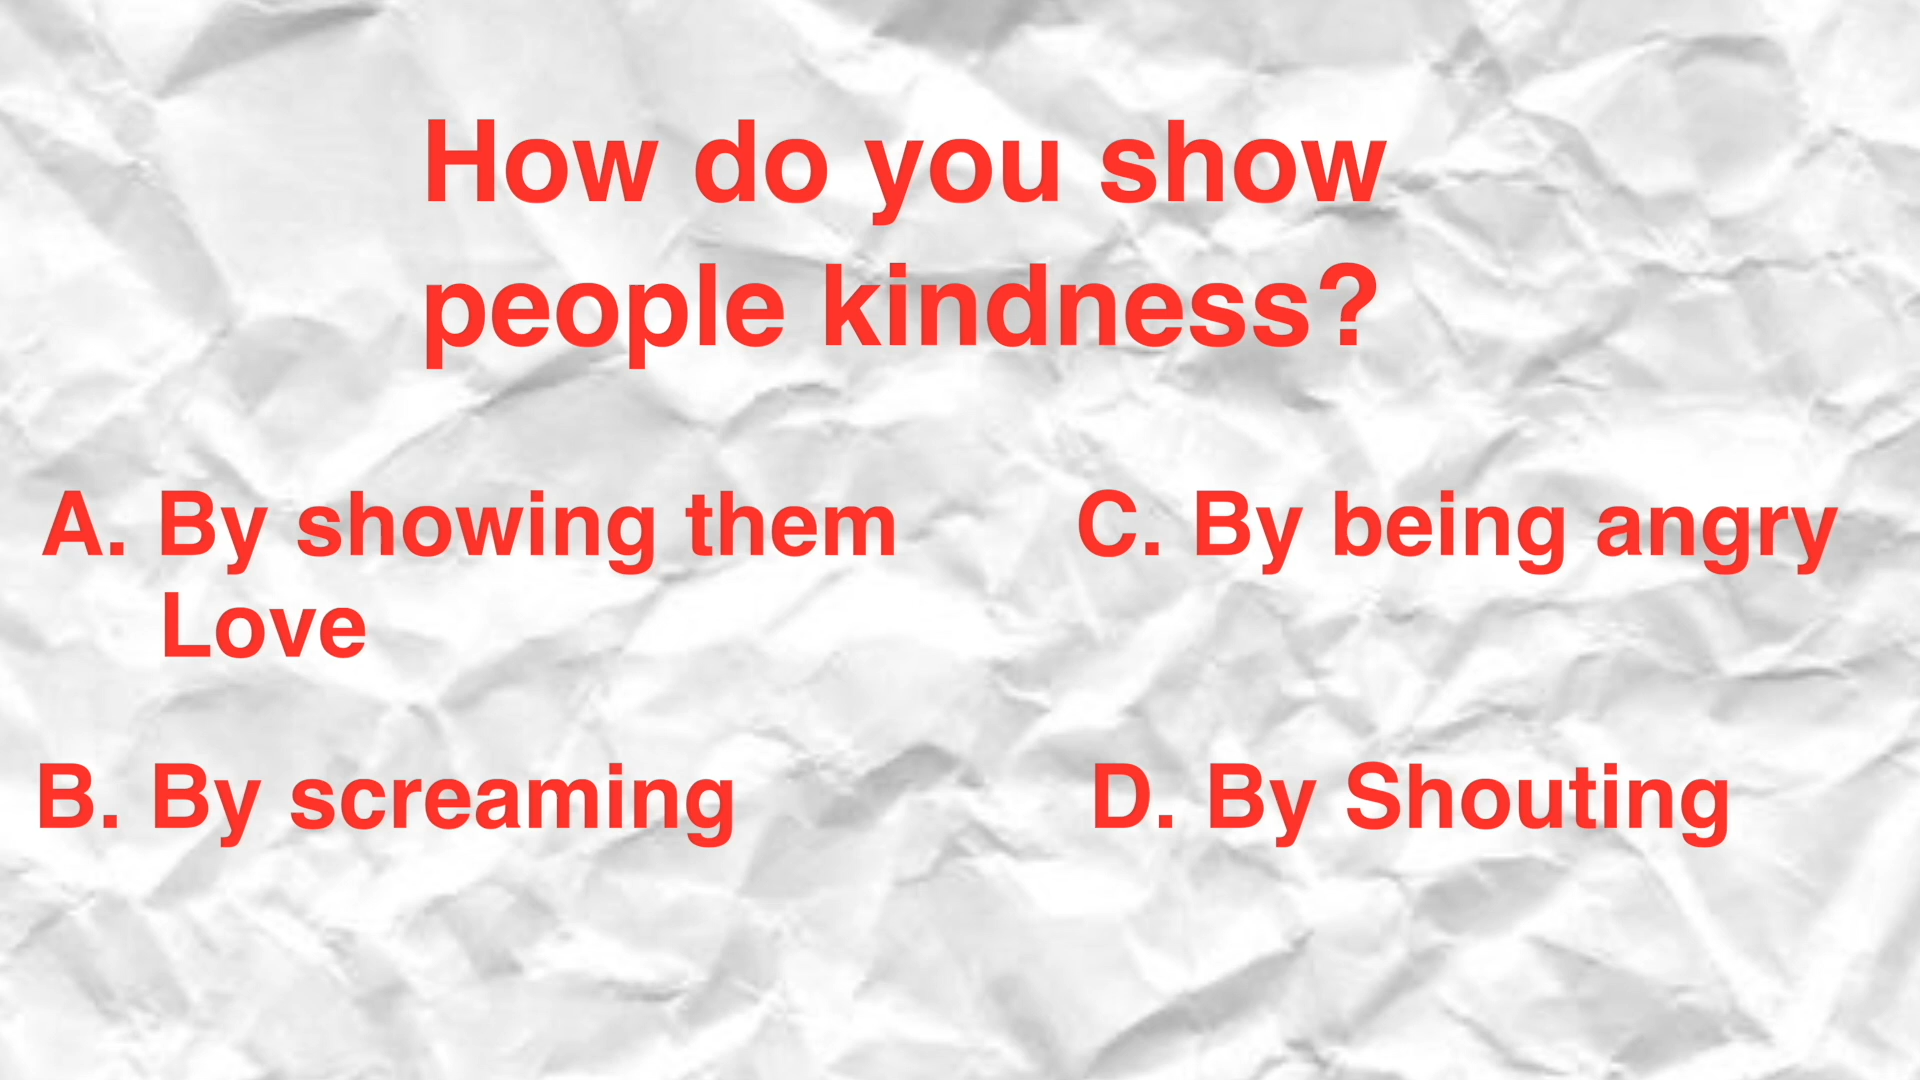 How do you show
people kindness?
A. By showing them
Love
B. By screaming
C. By being angry
D. By Shouting